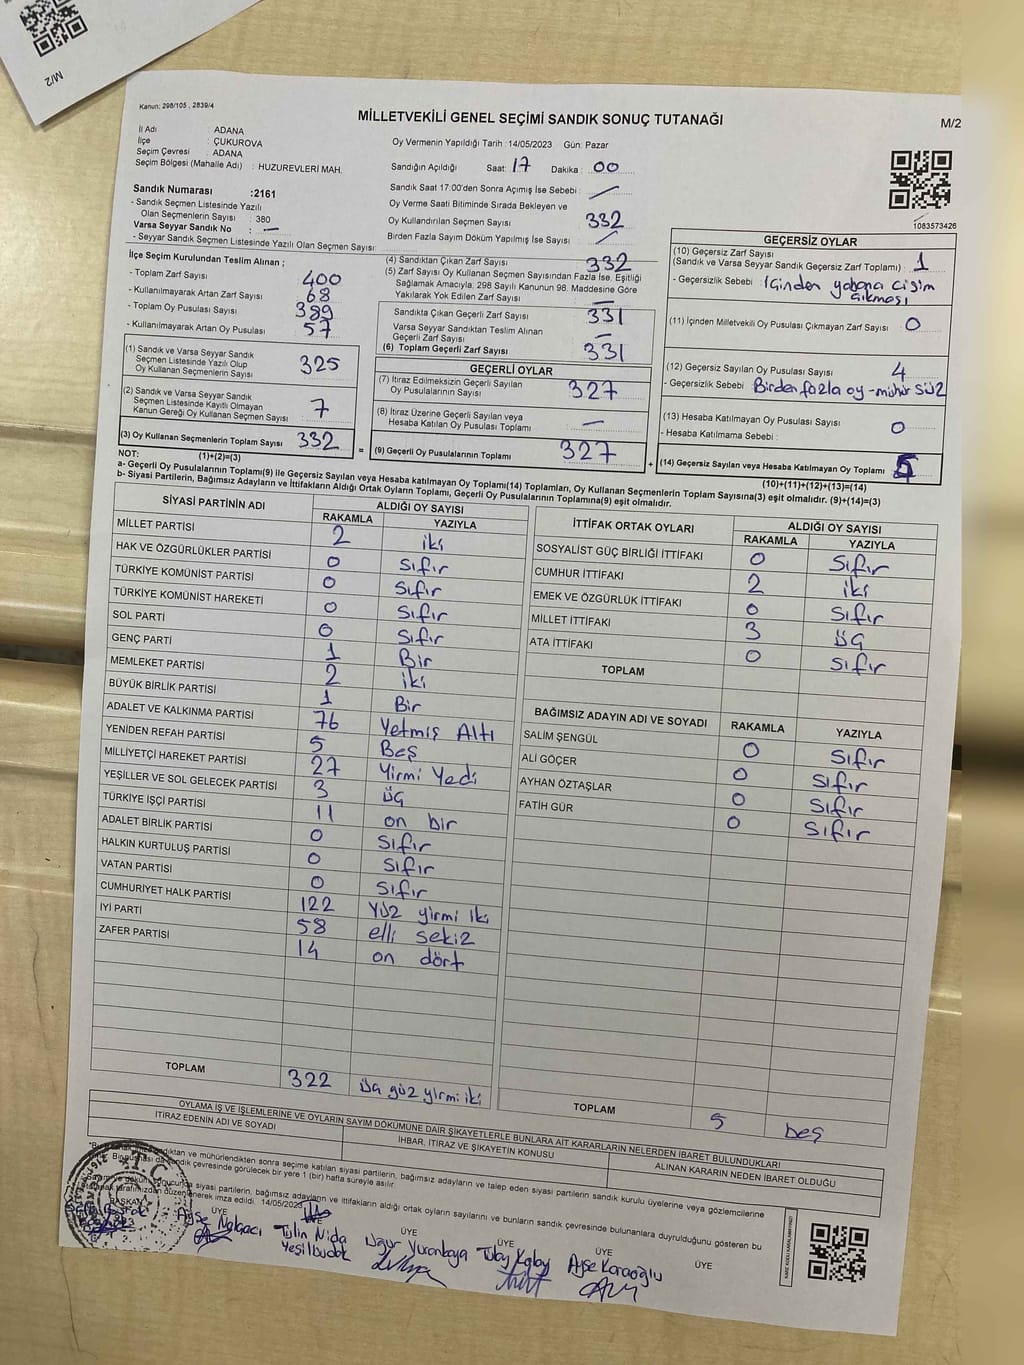 M/2
Kanun: 298/105 , 2839/4
MİLLETVEKİLİ GENEL SEÇİMİ SANDIK SONUÇ TUTANAĞI
M/2
İl Adı : ADANA
İlçe : ÇUKUROVA
Seçim Çevresi : ADANA
Seçim Bölgesi (Mahalle Adı) : HUZUREVLERİ MAH.
Oy Vermenin Yapıldığı Tarih : 14/05/2023 Gün: Pazar
Sandığın Açıldığı Saat: 17 Dakika : 00
Sandık Saat 17:00'den Sonra Açımış İse Sebebi :
Sandık Numarası :2161
- Sandık Seçmen Listesinde Yazılı
Olan Seçmenlerin Sayısı : 380
Varsa Seyyar Sandık No : —
- Seyyar Sandık Seçmen Listesinde Yazılı Olan Seçmen Sayısı:
Oy Verme Saati Bitiminde Sırada Bekleyen ve
Oy Kullandırılan Seçmen Sayısı 332
Birden Fazla Sayım Döküm Yapılmış İse Sayısı
1083573426
İlçe Seçim Kurulundan Teslim Alınan ;
- Toplam Zarf Sayısı 400
- Kullanılmayarak Artan Zarf Sayısı 68
- Toplam Oy Pusulası Sayısı 389
- Kullanılmayarak Artan Oy Pusulası 57
(1) Sandık ve Varsa Seyyar Sandık
Seçmen Listesinde Yazılı Olup
Oy Kullanan Seçmenlerin Sayısı 325
(2) Sandık ve Varsa Seyyar Sandık
Seçmen Listesinde Kayıtlı Olmayan
Kanun Gereği Oy Kullanan Seçmen Sayısı 7
(3) Oy Kullanan Seçmenlerin Toplam Sayısı 332
(1)+(2)=(3)
(4) Sandıktan Çıkan Zarf Sayısı 332
(5) Zarf Sayısı Oy Kullanan Seçmen Sayısından Fazla İse, Eşitliği
Sağlamak Amacıyla, 298 Sayılı Kanunun 98. Maddesine Göre
Yakılarak Yok Edilen Zarf Sayısı —
Sandıkta Çıkan Geçerli Zarf Sayısı 331
Varsa Seyyar Sandıktan Teslim Alınan
Geçerli Zarf Sayısı —
(6) Toplam Geçerli Zarf Sayısı 331
GEÇERLİ OYLAR
(7) İtiraz Edilmeksizin Geçerli Sayılan
Oy Pusulalarının Sayısı 327
(8) İtiraz Üzerine Geçerli Sayılan veya
Hesaba Katılan Oy Pusulası Toplamı —
= (9) Geçerli Oy Pusulalarının Toplamı 327 +
GEÇERSİZ OYLAR
(10) Geçersiz Zarf Sayısı
(Sandık ve Varsa Seyyar Sandık Geçersiz Zarf Toplamı) : 1
- Geçersizlik Sebebi : İçinden yabancı cisim
çıkması
(11) İçinden Milletvekili Oy Pusulası Çıkmayan Zarf Sayısı : 0
(12) Geçersiz Sayılan Oy Pusulası Sayısı : 4
- Geçersizlik Sebebi : Birden fazla oy - mühürsüz
(13) Hesaba Katılmayan Oy Pusulası Sayısı : 0
- Hesaba Katılmama Sebebi :
(14) Geçersiz Sayılan veya Hesaba Katılmayan Oy Toplamı 5
(10)+(11)+(12)+(13)=(14)
NOT:
a- Geçerli Oy Pusulalarının Toplamı(9) ile Geçersiz Sayılan veya Hesaba Katılmayan Oy Toplamı(14) Toplamları, Oy Kullanan Seçmenlerin Toplam Sayısına(3) eşit olmalıdır. (9)+(14)=(3)
b- Siyasi Partilerin, Bağımsız Adayların ve İttifakların Aldığı Ortak Oyların Toplamı, Geçerli Oy Pusulalarının Toplamına(9) eşit olmalıdır.
SİYASİ PARTİNİN ADI ALDIĞI OY SAYISI
RAKAMLA YAZIYLA
MİLLET PARTİSİ 2 iki
HAK VE ÖZGÜRLÜKLER PARTİSİ 0 Sıfır
TÜRKİYE KOMÜNİST PARTİSİ 0 Sıfır
TÜRKİYE KOMÜNİST HAREKETİ 0 Sıfır
SOL PARTİ 0 Sıfır
GENÇ PARTİ 1 Bir
MEMLEKET PARTİSİ 2 iki
BÜYÜK BİRLİK PARTİSİ 1 Bir
ADALET VE KALKINMA PARTİSİ 76 Yetmiş Altı
YENİDEN REFAH PARTİSİ 5 Beş
MİLLİYETÇİ HAREKET PARTİSİ 27 Yirmi Yedi
YEŞİLLER VE SOL GELECEK PARTİSİ 3 üç
TÜRKİYE İŞÇİ PARTİSİ 11 on bir
ADALET BİRLİK PARTİSİ 0 Sıfır
HALKIN KURTULUŞ PARTİSİ 0 Sıfır
VATAN PARTİSİ 0 Sıfır
CUMHURİYET HALK PARTİSİ 122 Yüz yirmi iki
İYİ PARTİ 58 elli sekiz
ZAFER PARTİSİ 14 on dört
TOPLAM 322 üç yüz yirmi iki
İTTİFAK ORTAK OYLARI ALDIĞI OY SAYISI
RAKAMLA YAZIYLA
SOSYALİST GÜÇ BİRLİĞİ İTTİFAKI 0 Sıfır
CUMHUR İTTİFAKI 2 iki
EMEK VE ÖZGÜRLÜK İTTİFAKI 0 Sıfır
MİLLET İTTİFAKI 3 üç
ATA İTTİFAKI 0 Sıfır
TOPLAM
BAĞIMSIZ ADAYIN ADI VE SOYADI RAKAMLA YAZIYLA
SALİM ŞENGÜL 0 Sıfır
ALİ GÖÇER 0 Sıfır
AYHAN ÖZTAŞLAR 0 Sıfır
FATİH GÜR 0 Sıfır
TOPLAM 5 beş
OYLAMA İŞ VE İŞLEMLERİNE VE OYLARIN SAYIM DÖKÜMÜNE DAİR ŞİKAYETLERLE BUNLARA AİT KARARLARIN NELERDEN İBARET BULUNDUKLARI
İTİRAZ EDENİN ADI VE SOYADI
İHBAR, İTİRAZ VE ŞİKAYETİN KONUSU
ALINAN KARARIN NEDEN İBARET OLDUĞU
ve mühürlendikten sonra seçime katılan siyasi partilerin, bağımsız adayların ve talep eden siyasi partilerin sandık kurulu üyelerine veya gözlemcilerine
sandık çevresinde görülecek bir yere 1 (bir) hafta süreyle asılır.
siyasi partilerin, bağımsız adayların ve ittifakların aldığı ortak oyların sayılarını ve bunların sandık çevresinde bulunanlara duyrulduğunu gösteren bu
tarafımızdan düzenlenerek imza edildi. 14/05/2023
T.C.
BAŞKAN
ÜYE
Ayşe Nalbacı
Tülin Nida
Yeşilbudak
Uğur
ÜYE
Tülay
ÜYE
Ayşe Karaoğlu
ÜYE
KARE KODU KARALAMAYINIZ!